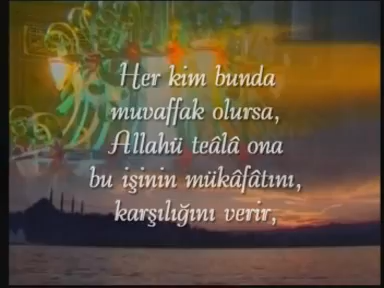 Her kim bunda
muvaffak olursa,
Allahü teâlâ ona
bu işinin mükâfâtını,
karşılığını verir,